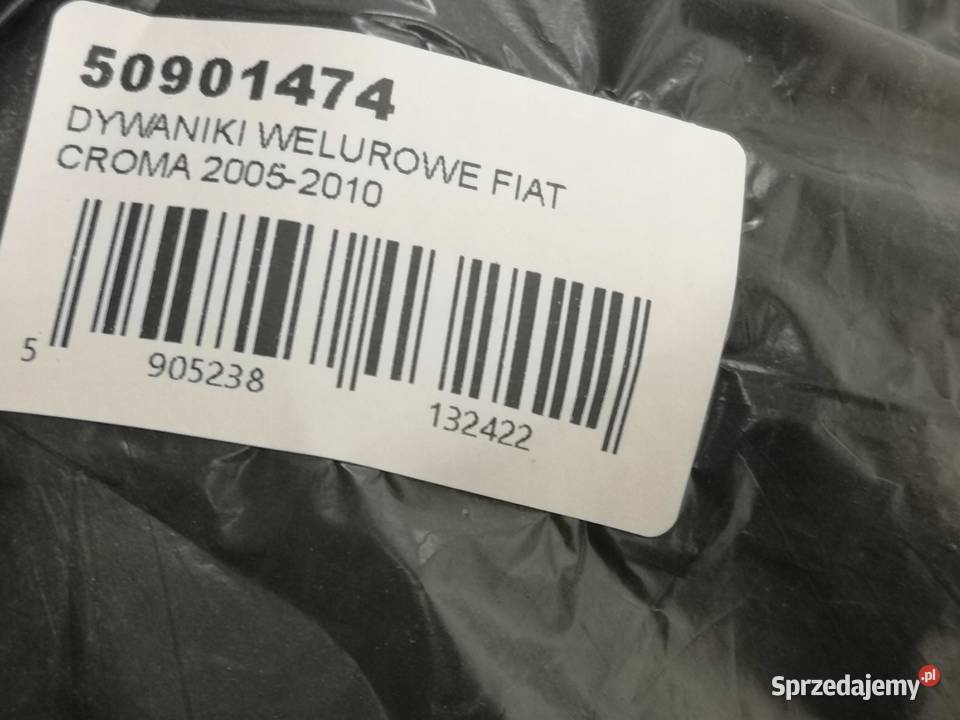 50901474
DYWANIKI WELUROWE FIAT
CROMA 2005-2010
5 905238 132422
Sprzedajemy.pl